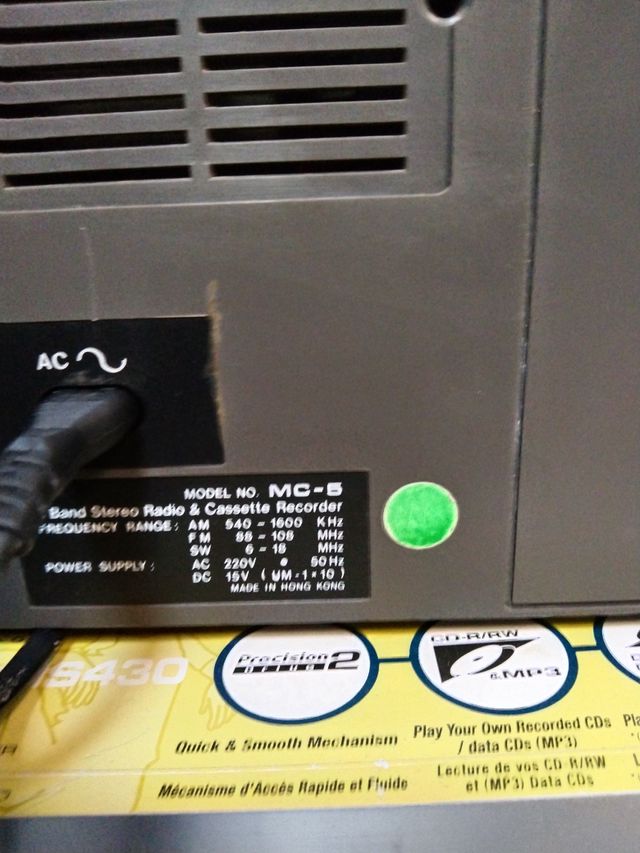 AC
MODEL NO. MC-5
Band Stereo Radio & Cassette Recorder
FREQUENCY RANGE: AM 540 - 1600 KHz
FM 88 - 108 MHz
SW 6 - 18 MHz
POWER SUPPLY: AC 220V • 50Hz
DC 15V (UM-1×10)
MADE IN HONG KONG
S430
Precision
Drive 2
CD-R/RW
& MP3
Quick & Smooth Mechanism
Play Your Own Recorded CDs
/ data CDs (MP3)
Mécanisme d'Accès Rapide et Fluide
Lecture de vos CD-R/RW
et (MP3) Data CDs